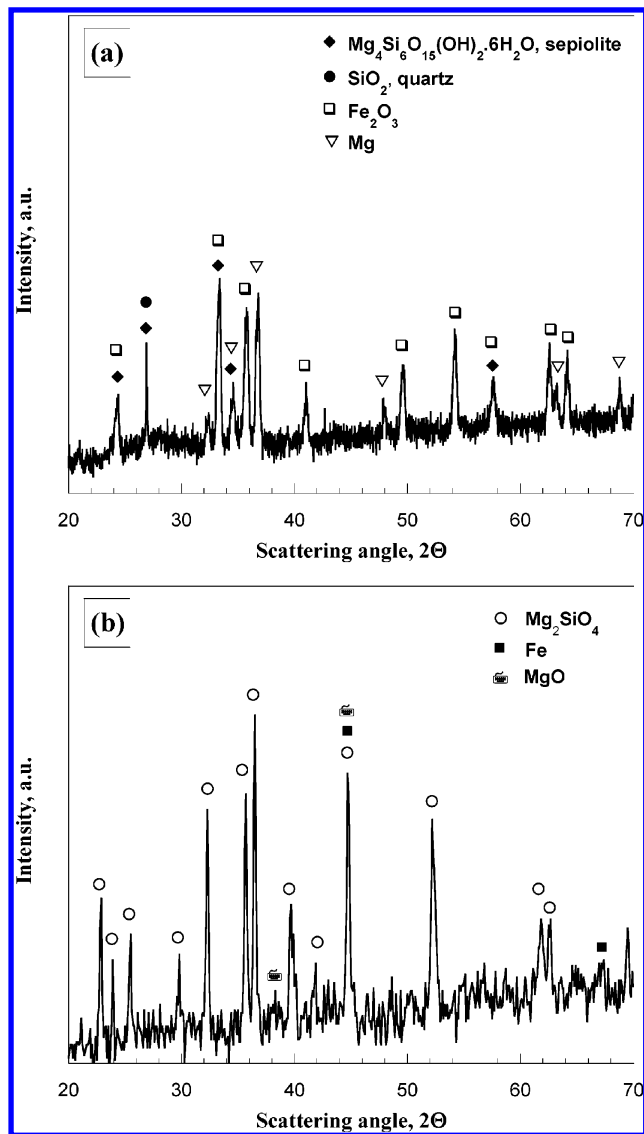 (a)
◆ Mg₄Si₆O₁₅(OH)₂.6H₂O, sepiolite
● SiO₂, quartz
❑ Fe₂O₃
▽ Mg
Intensity, a.u.
20 30 40 50 60 70
Scattering angle, 2Θ
(b)
○ Mg₂SiO₄
■ Fe
MgO
Intensity, a.u.
20 30 40 50 60 70
Scattering angle, 2Θ